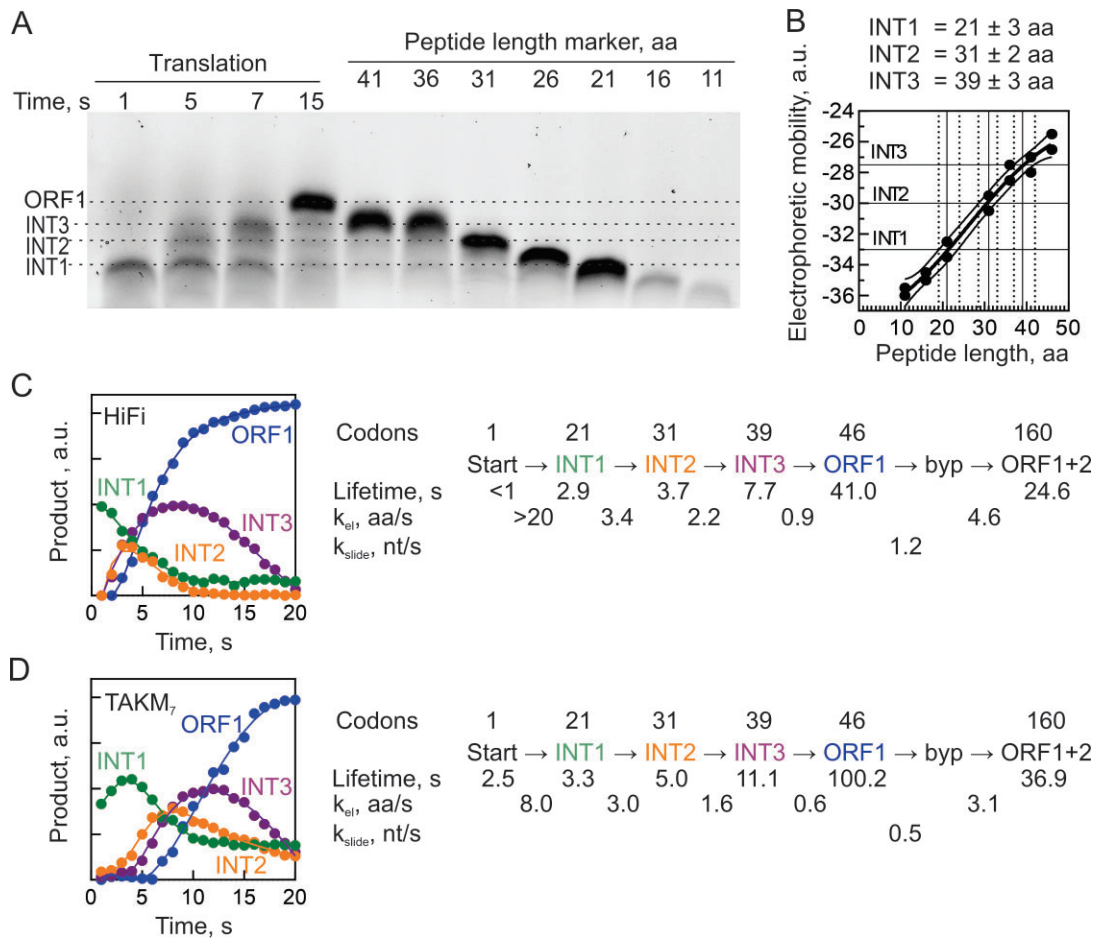 A
Translation
Peptide length marker, aa
Time, s 1 5 7 15 41 36 31 26 21 16 11
ORF1
INT3
INT2
INT1
B
INT1 = 21 ± 3 aa
INT2 = 31 ± 2 aa
INT3 = 39 ± 3 aa
Electrophoretic mobility, a.u.
-24
-26
-28
-30
-32
-34
-36
INT3
INT2
INT1
0 10 20 30 40 50
Peptide length, aa
C
HiFi
ORF1
INT1
INT3
INT2
Product , a.u.
0 5 10 15 20
Time, s
Codons 1 21 31 39 46 160
Start → INT1 → INT2 → INT3 → ORF1 → byp → ORF1+2
Lifetime, s <1 2.9 3.7 7.7 41.0 24.6
kel, aa/s >20 3.4 2.2 0.9 4.6
kslide, nt/s 1.2
D
TAKM7
ORF1
INT1
INT3
INT2
Product, a.u.
0 5 10 15 20
Time, s
Codons 1 21 31 39 46 160
Start → INT1 → INT2 → INT3 → ORF1 → byp → ORF1+2
Lifetime, s 2.5 3.3 5.0 11.1 100.2 36.9
kel, aa/s 8.0 3.0 1.6 0.6 3.1
kslide, nt/s 0.5